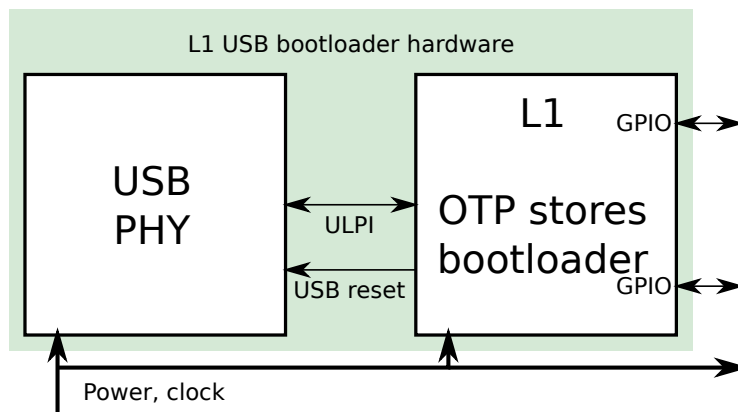 L1 USB bootloader hardware
USB
PHY
ULPI
USB reset
L1
GPIO
OTP stores
bootloader
GPIO
Power, clock